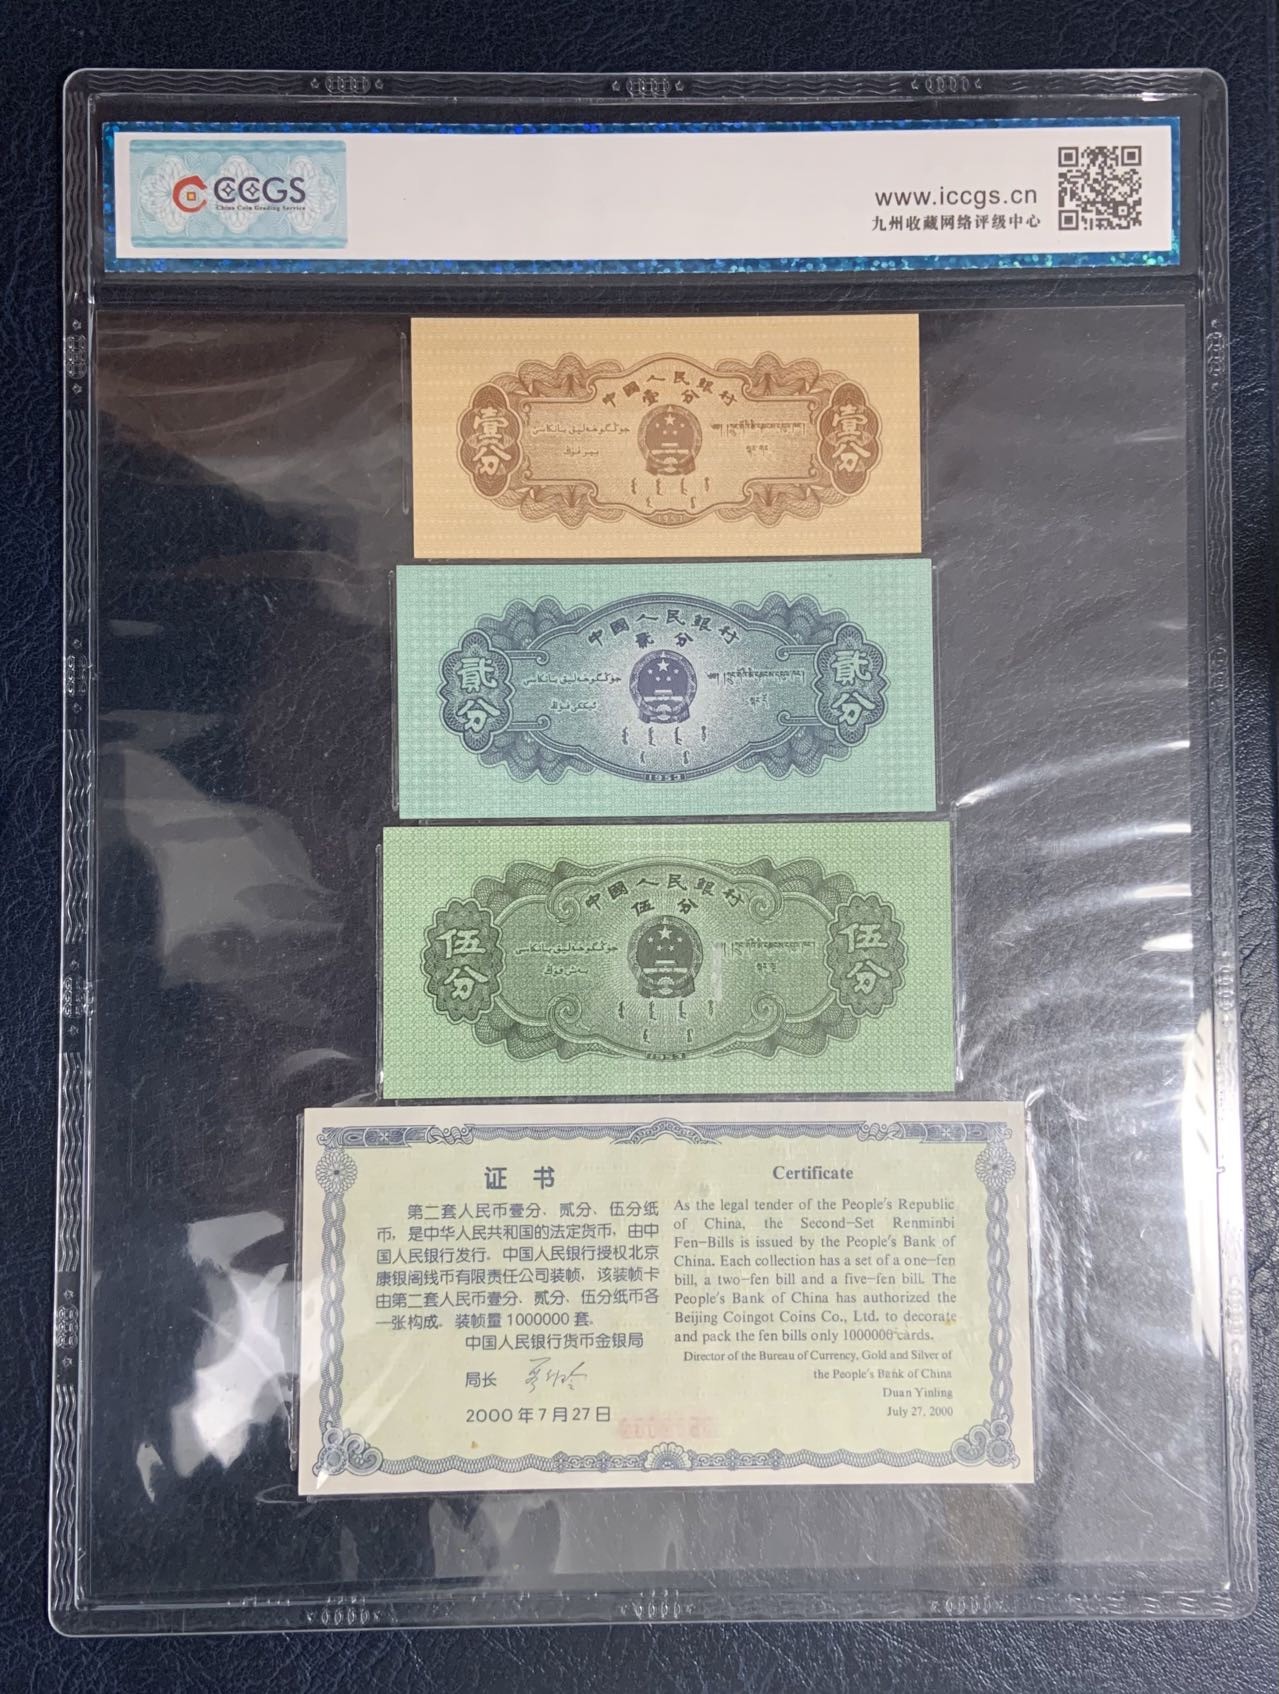 CCGS
China Coin Grading Service
www.iccgs.cn
九州收藏网络评级中心
中國人民銀行
壹分
壹分
壹分
1953
中國人民銀行
貳分
貳分
貳分
1953
中國人民銀行
伍分
伍分
伍分
1953
证书
第二套人民币壹分、贰分、伍分纸
币，是中华人民共和国的法定货币，由中
国人民银行发行。中国人民银行授权北京
康银阁钱币有限责任公司装帧，该装帧卡
由第二套人民币壹分、贰分、伍分纸币各
一张构成。装帧量1000000套。
中国人民银行货币金银局
局长
2000年7月27日
Certificate
As the legal tender of the People's Republic
of China, the Second-Set Renminbi
Fen-Bills is issued by the People's Bank of
China. Each collection has a set of a one-fen
bill, a two-fen bill and a five-fen bill. The
People's Bank of China has authorized the
Beijing Coingot Coins Co., Ltd. to decorate
and pack the fen bills only 1000000 cards.
Director of the Bureau of Currency, Gold and Silver of
the People's Bank of China
Duan Yinling
July 27, 2000